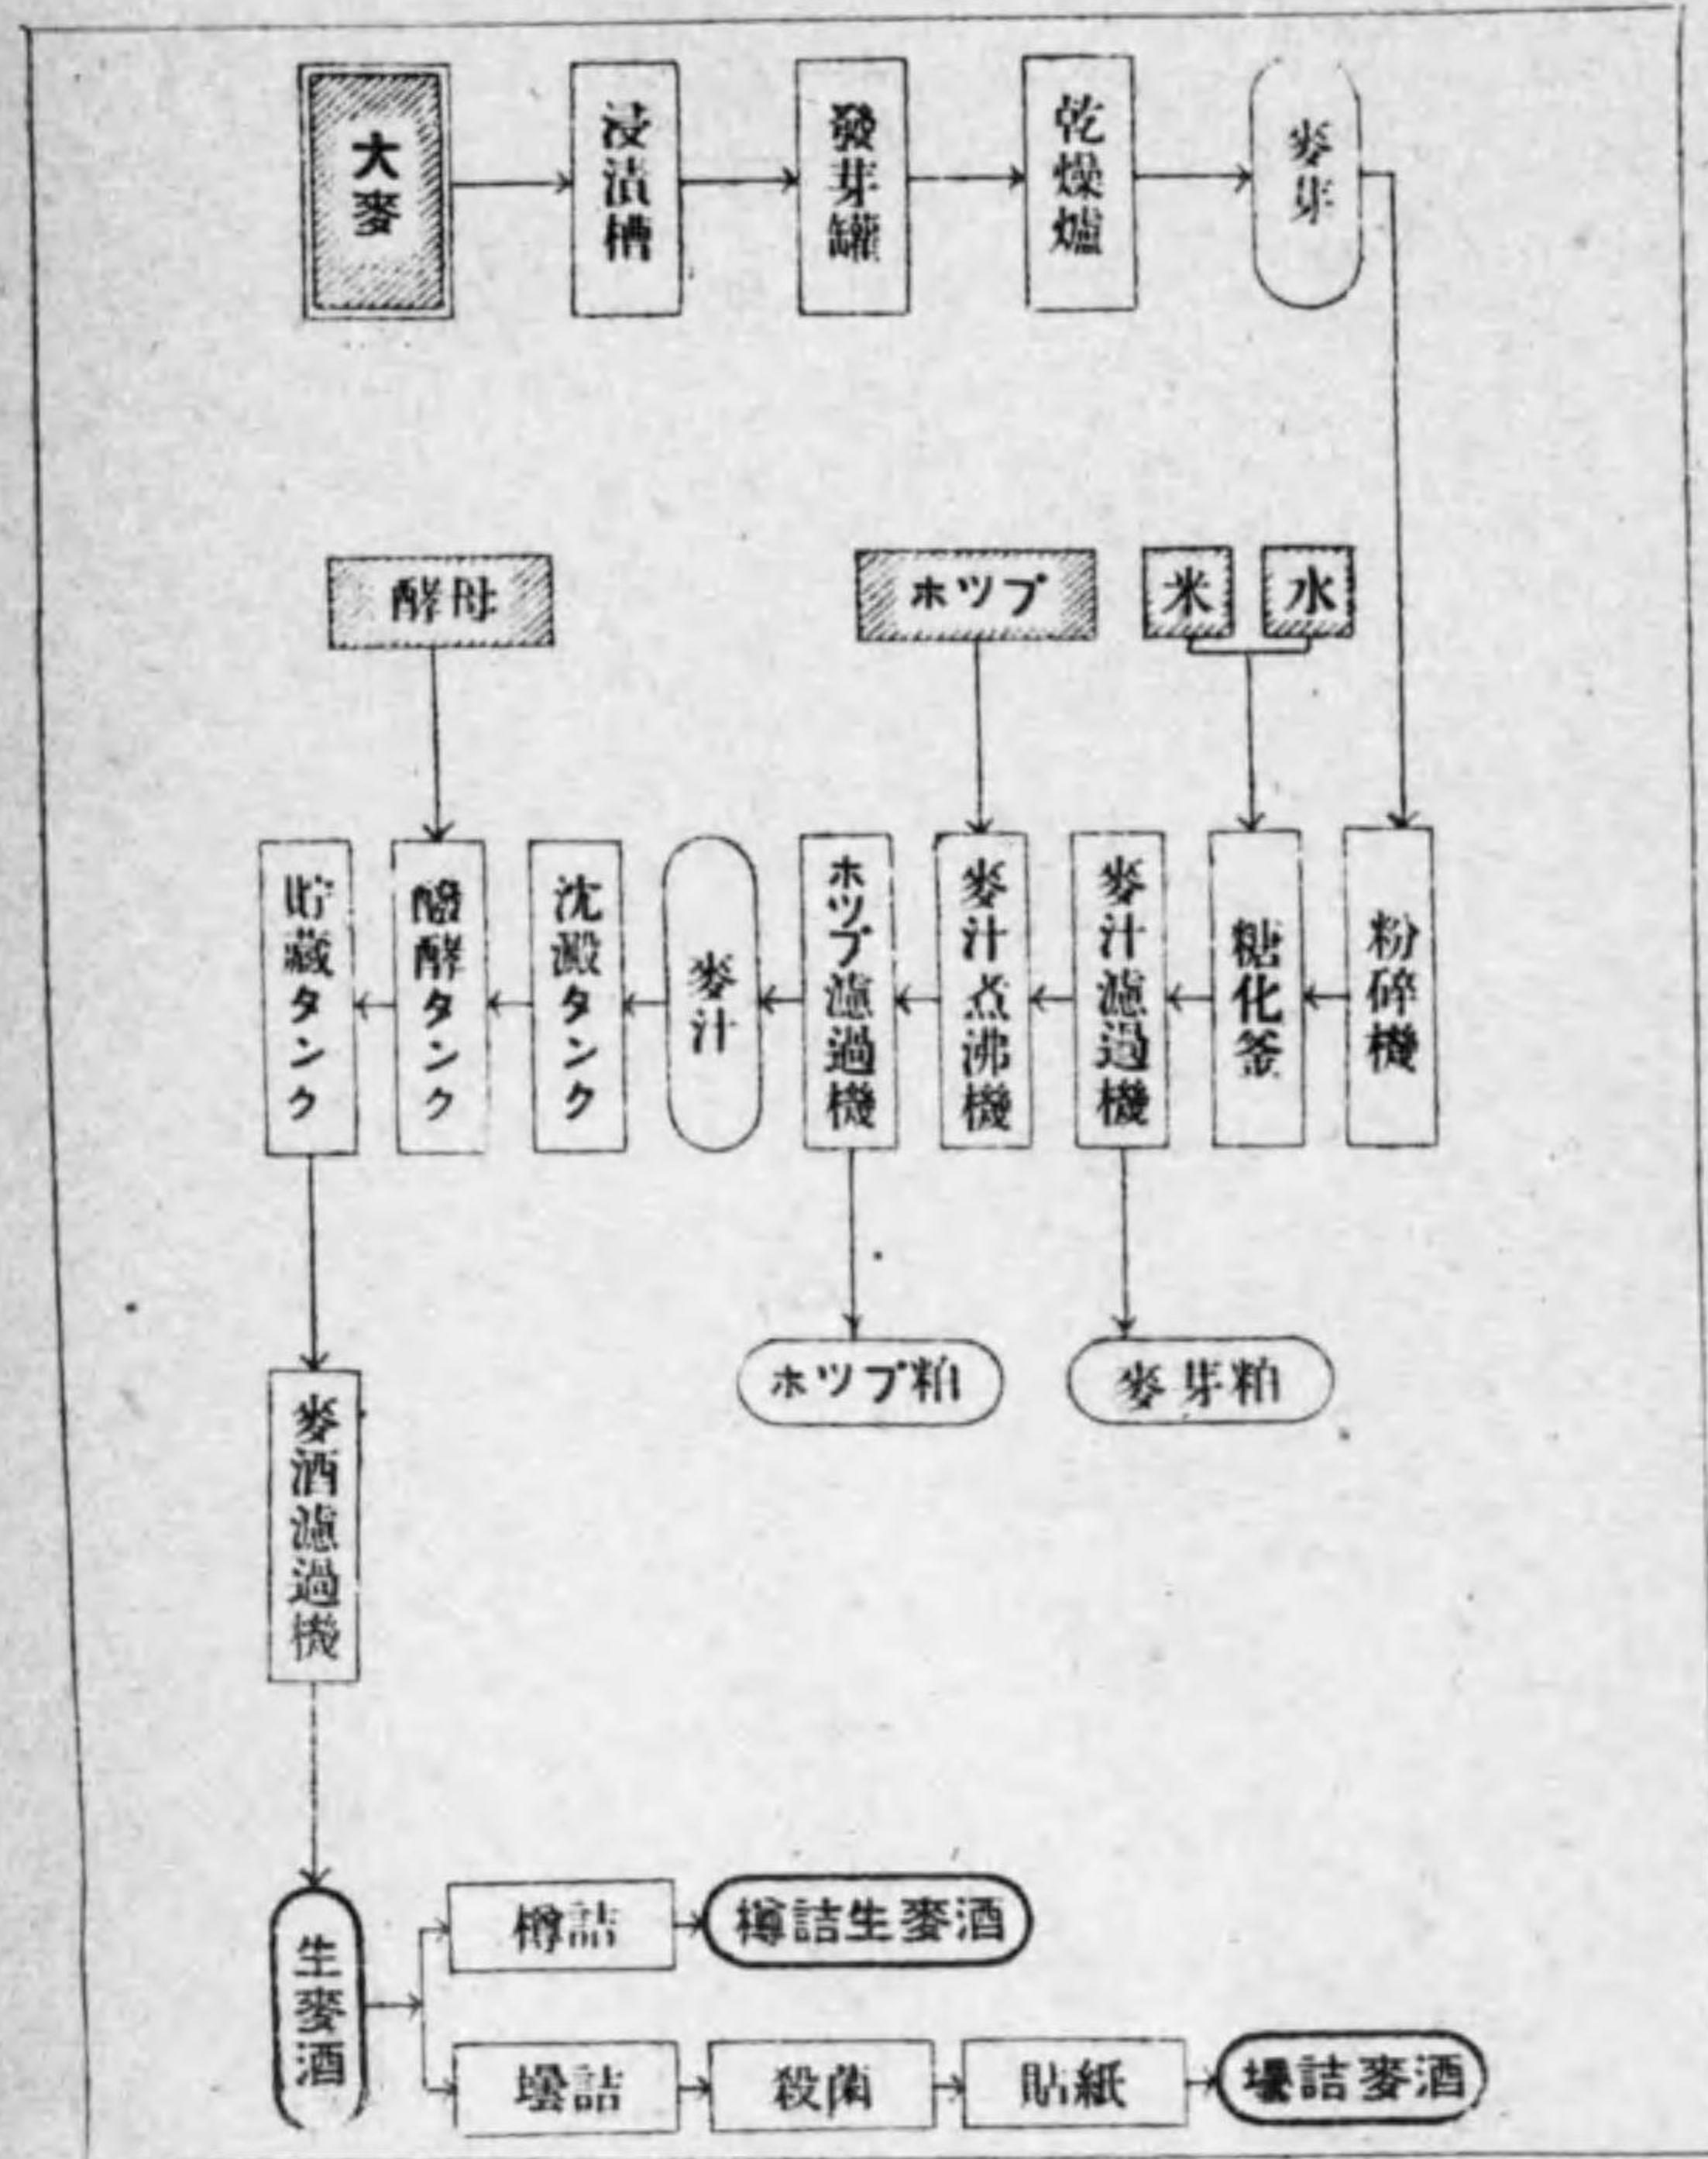 大麥
浸漬槽
發芽罐
乾燥爐
麥芽
酵母
ホツプ
米
水
粉碎機
糖化釜
麥汁濾過機
麥汁煮沸機
ホツプ濾過機
麥汁
沈澱タンク
醱酵タンク
貯藏タンク
ホツプ粕
麥芽粕
麥酒濾過機
生麥酒
樽詰
樽詰生麥酒
壜詰
殺菌
貼紙
壜詰麥酒